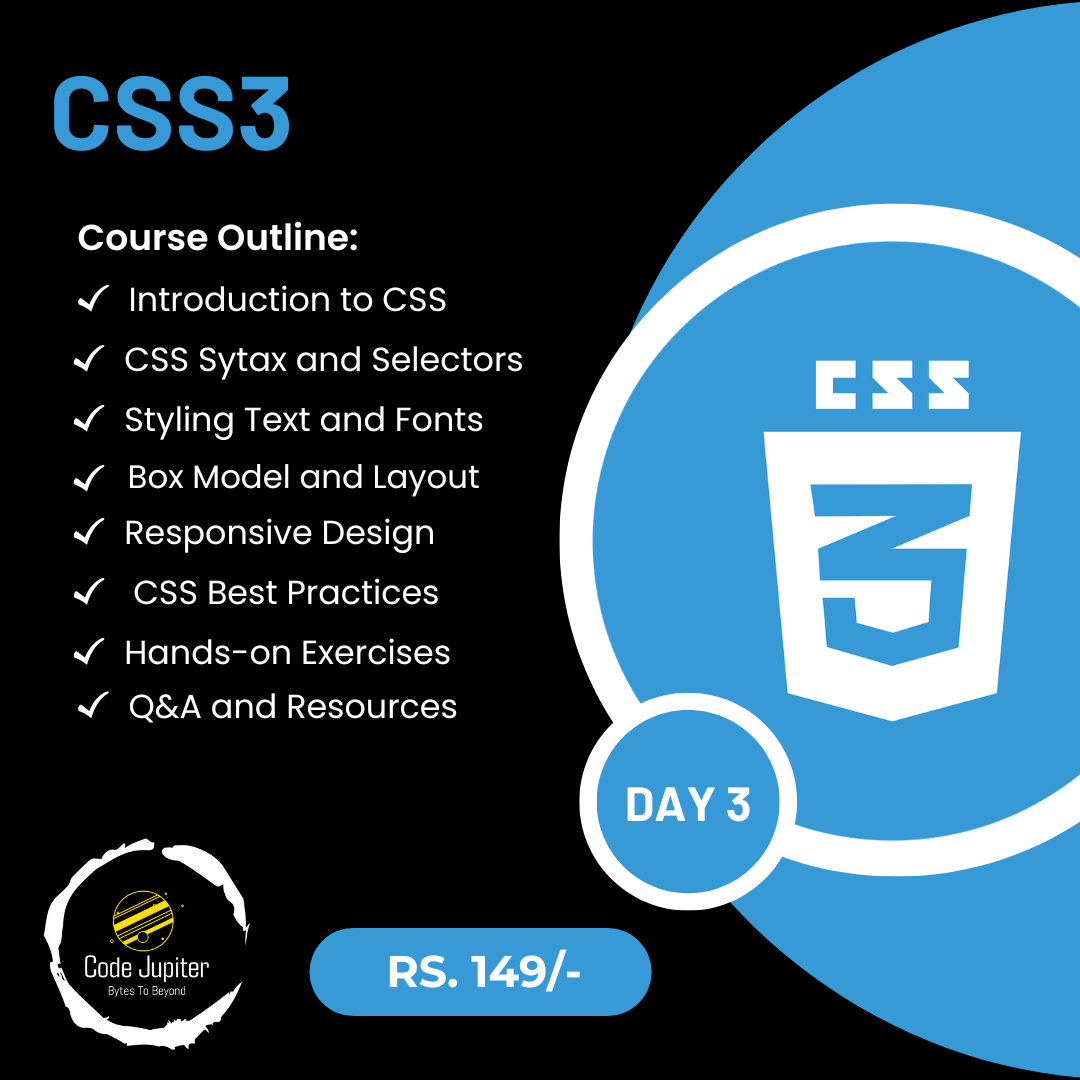 CSS3
Course Outline:
Introduction to CSS
CSS Sytax and Selectors
Styling Text and Fonts
Box Model and Layout
Responsive Design
CSS Best Practices
Hands-on Exercises
Q&A and Resources
CSS
3
DAY 3
Code Jupiter
Bytes To Beyond
RS. 149/-